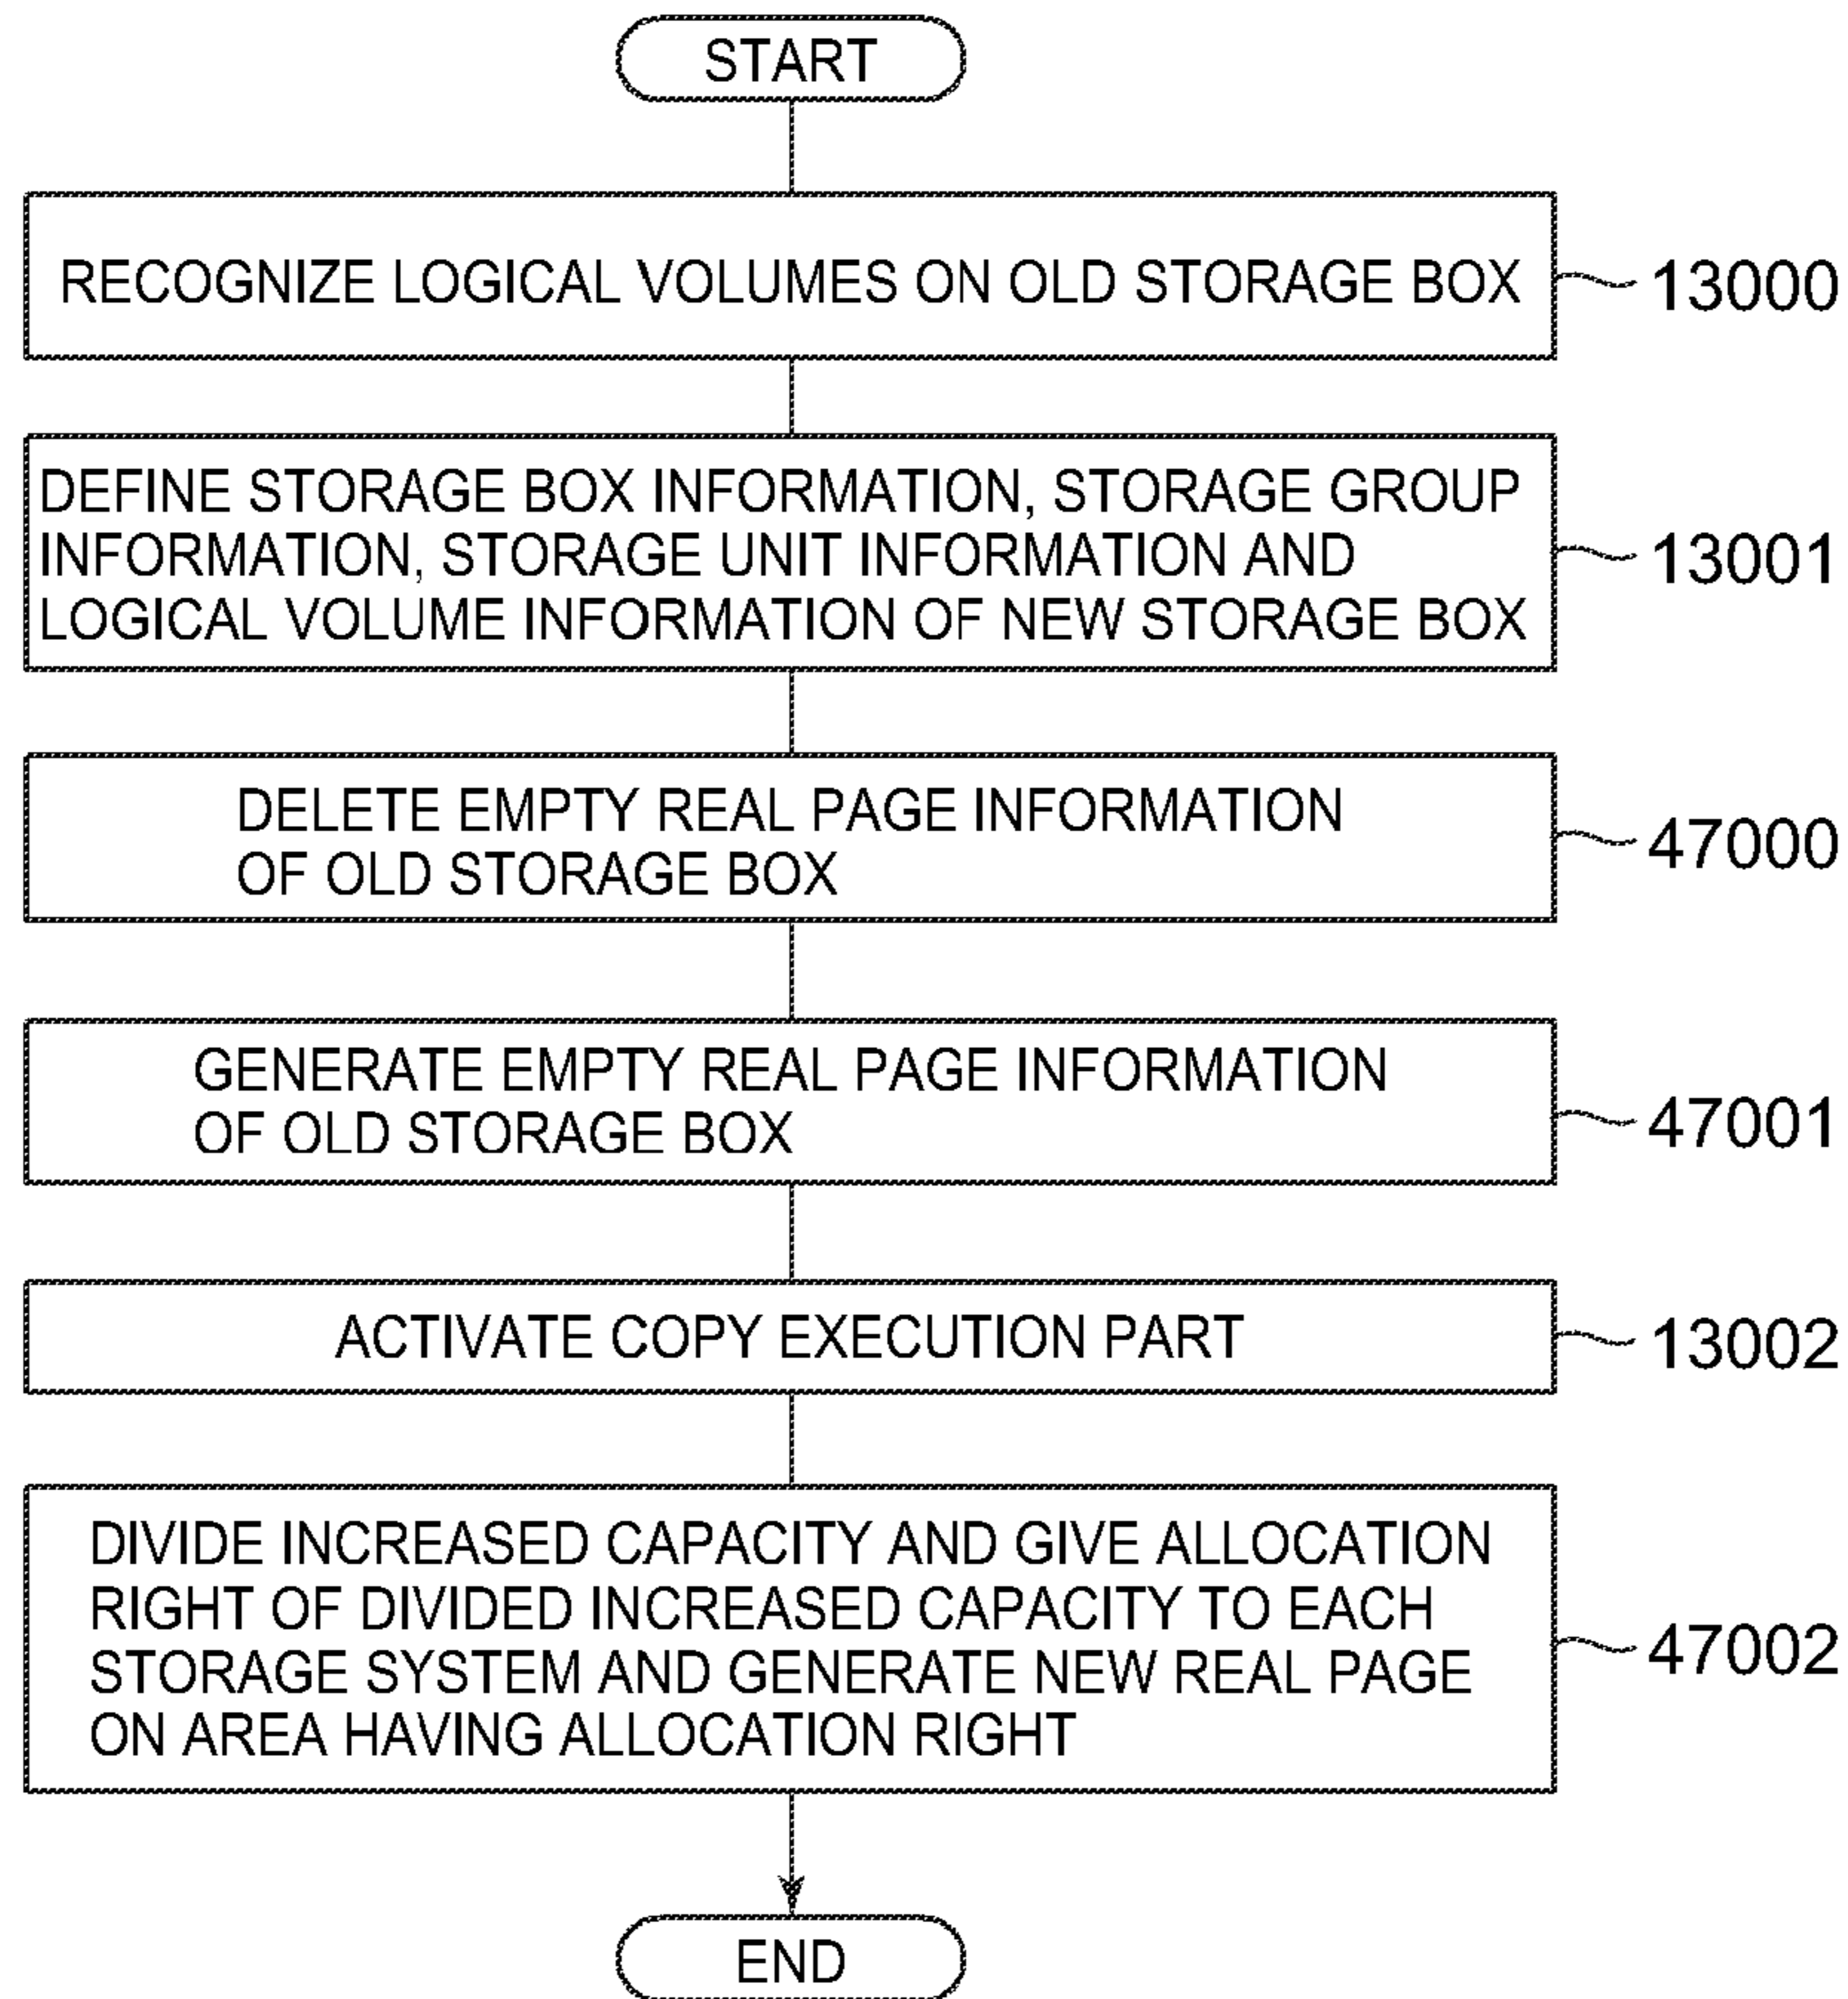 START
RECOGNIZE LOGICAL VOLUMES ON OLD STORAGE BOX
13000
DEFINE STORAGE BOX INFORMATION, STORAGE GROUP
INFORMATION, STORAGE UNIT INFORMATION AND
LOGICAL VOLUME INFORMATION OF NEW STORAGE BOX
13001
DELETE EMPTY REAL PAGE INFORMATION
OF OLD STORAGE BOX
47000
GENERATE EMPTY REAL PAGE INFORMATION
OF OLD STORAGE BOX
47001
ACTIVATE COPY EXECUTION PART
13002
DIVIDE INCREASED CAPACITY AND GIVE ALLOCATION
RIGHT OF DIVIDED INCREASED CAPACITY TO EACH
STORAGE SYSTEM AND GENERATE NEW REAL PAGE
ON AREA HAVING ALLOCATION RIGHT
47002
END